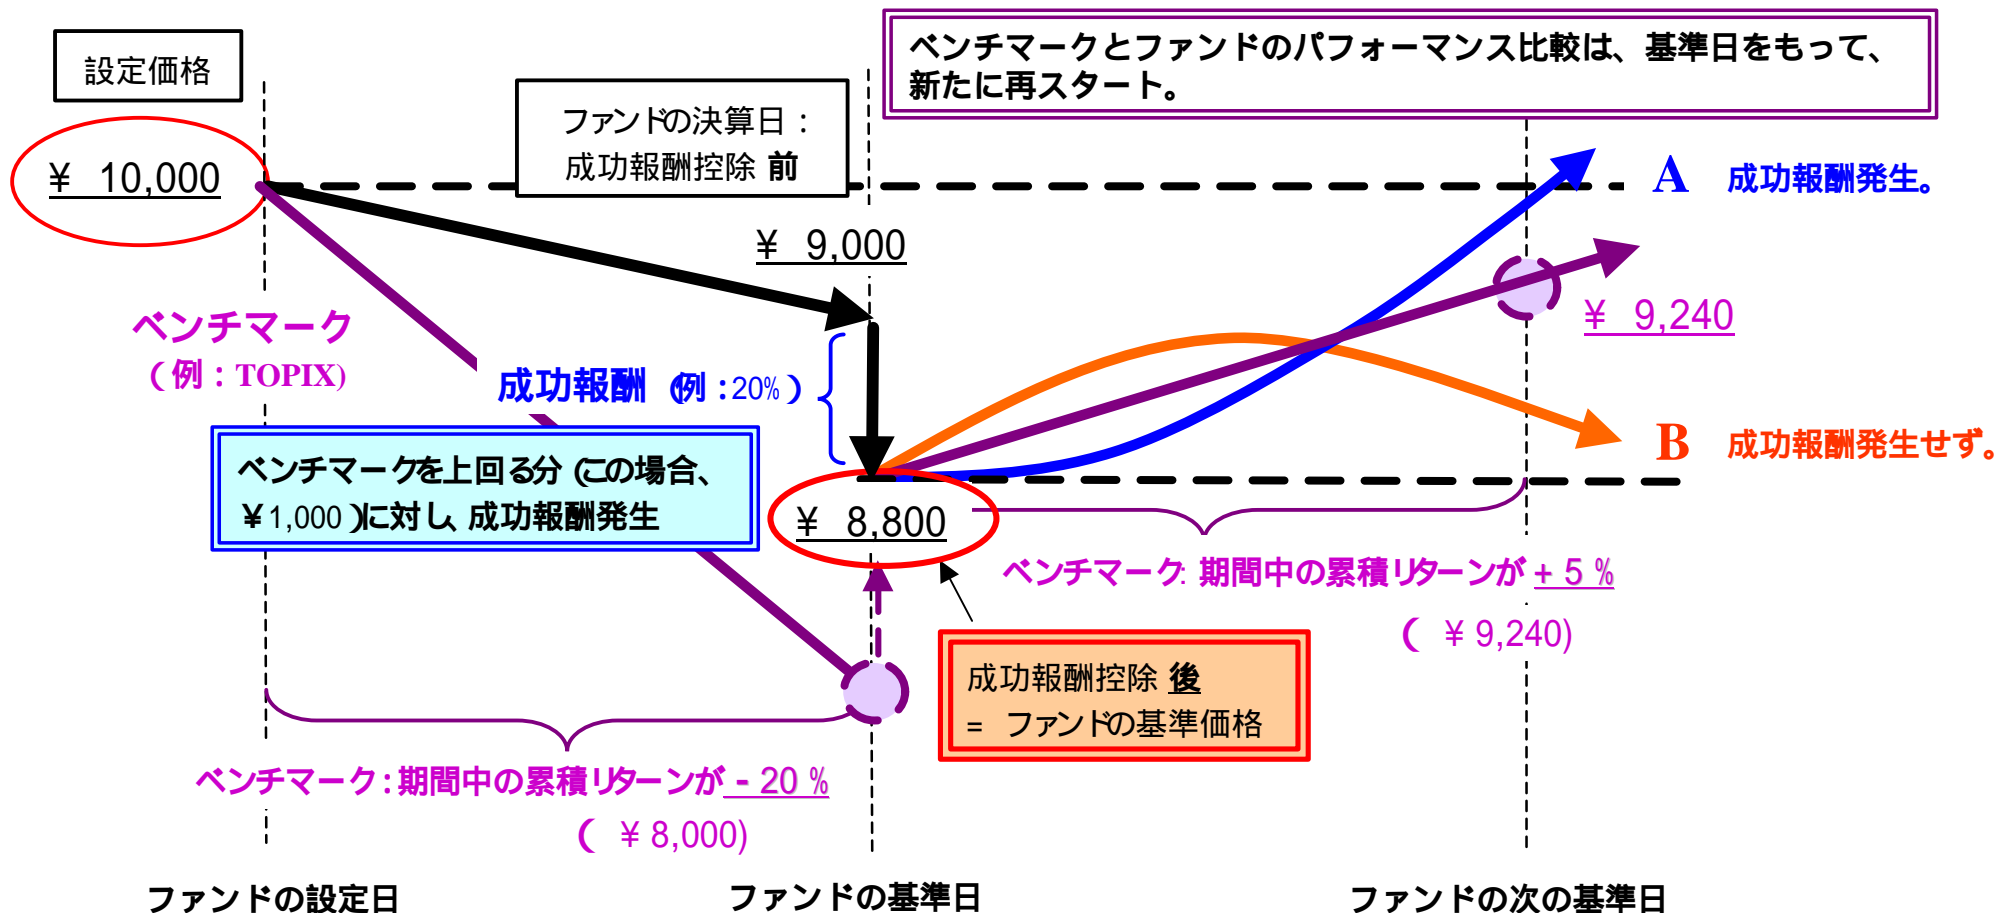 設定価格
¥ 10,000
ファンドの決算日：
成功報酬控除 前
ベンチマークとファンドのパフォーマンス比較は、基準日をもって、
新たに再スタート。
A 成功報酬発生。
¥ 9,000
¥ 9,240
ベンチマーク
（例：TOPIX)
成功報酬（例：20%）
B 成功報酬発生せず。
ベンチマークを上回る分（この場合、
¥1,000）に対し、成功報酬発生
¥ 8,800
ベンチマーク：期間中の累積リターンが + 5 %
( ¥ 9,240)
成功報酬控除 後
= ファンドの基準価格
ベンチマーク：期間中の累積リターンが - 20 %
( ¥ 8,000)
ファンドの設定日
ファンドの基準日
ファンドの次の基準日